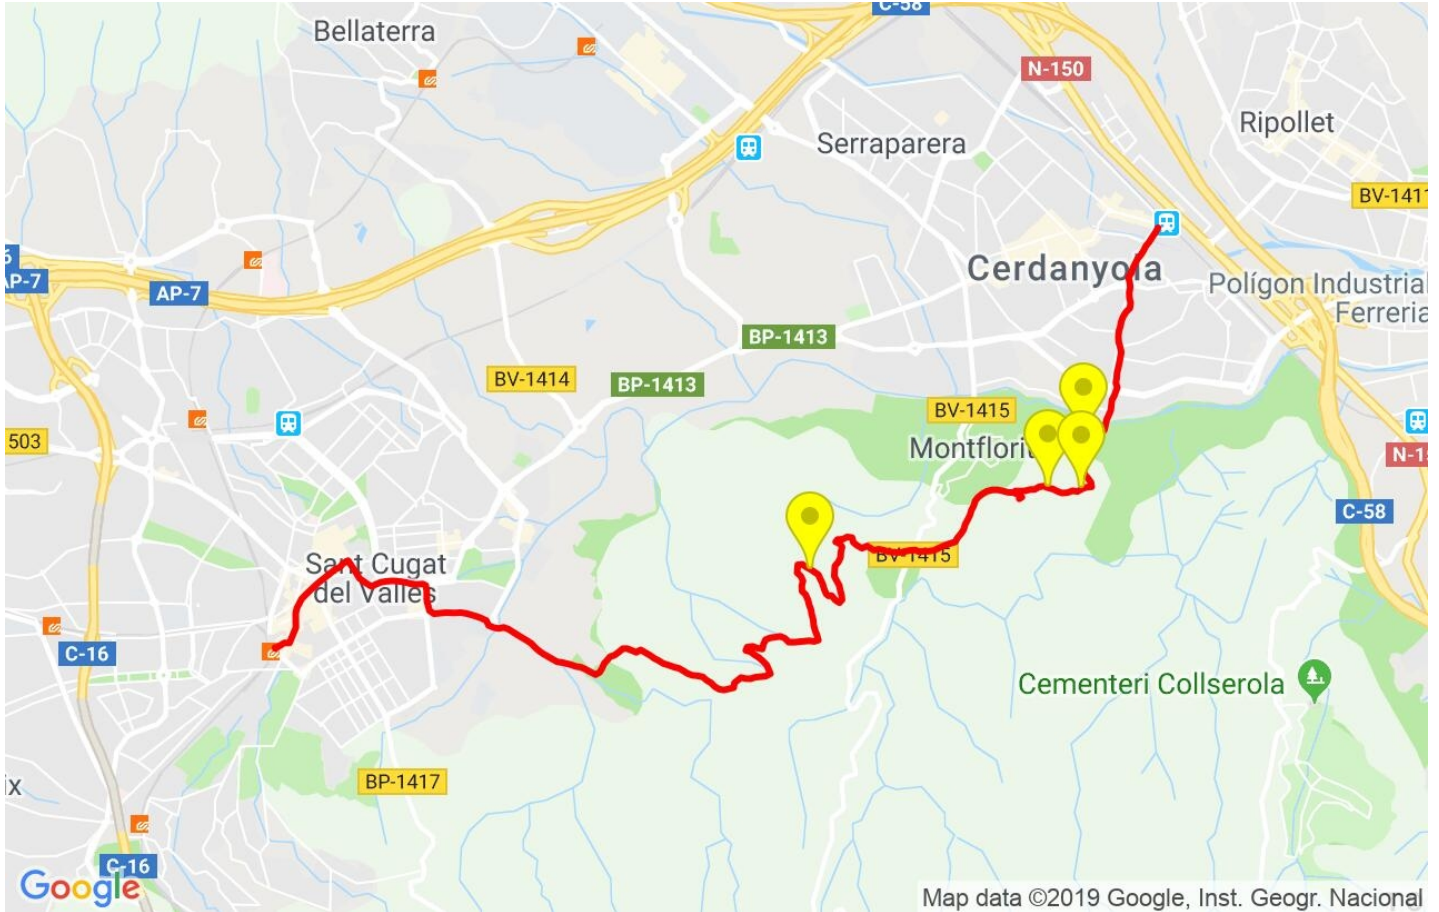 C-58
Bellaterra
N-150
Ripollet
Serraparera
BV-1411
Cerdanyola
AP-7
AP-7
Polígon Industrial
Ferreria
BP-1413
BV-1414
BP-1413
BV-1415
503
Montflorit
C-58
BV-1415
Sant Cugat
del Vallès
C-16
Cementeri Collserola
BP-1417
C-16
Google
Map data ©2019 Google, Inst. Geogr. Nacional